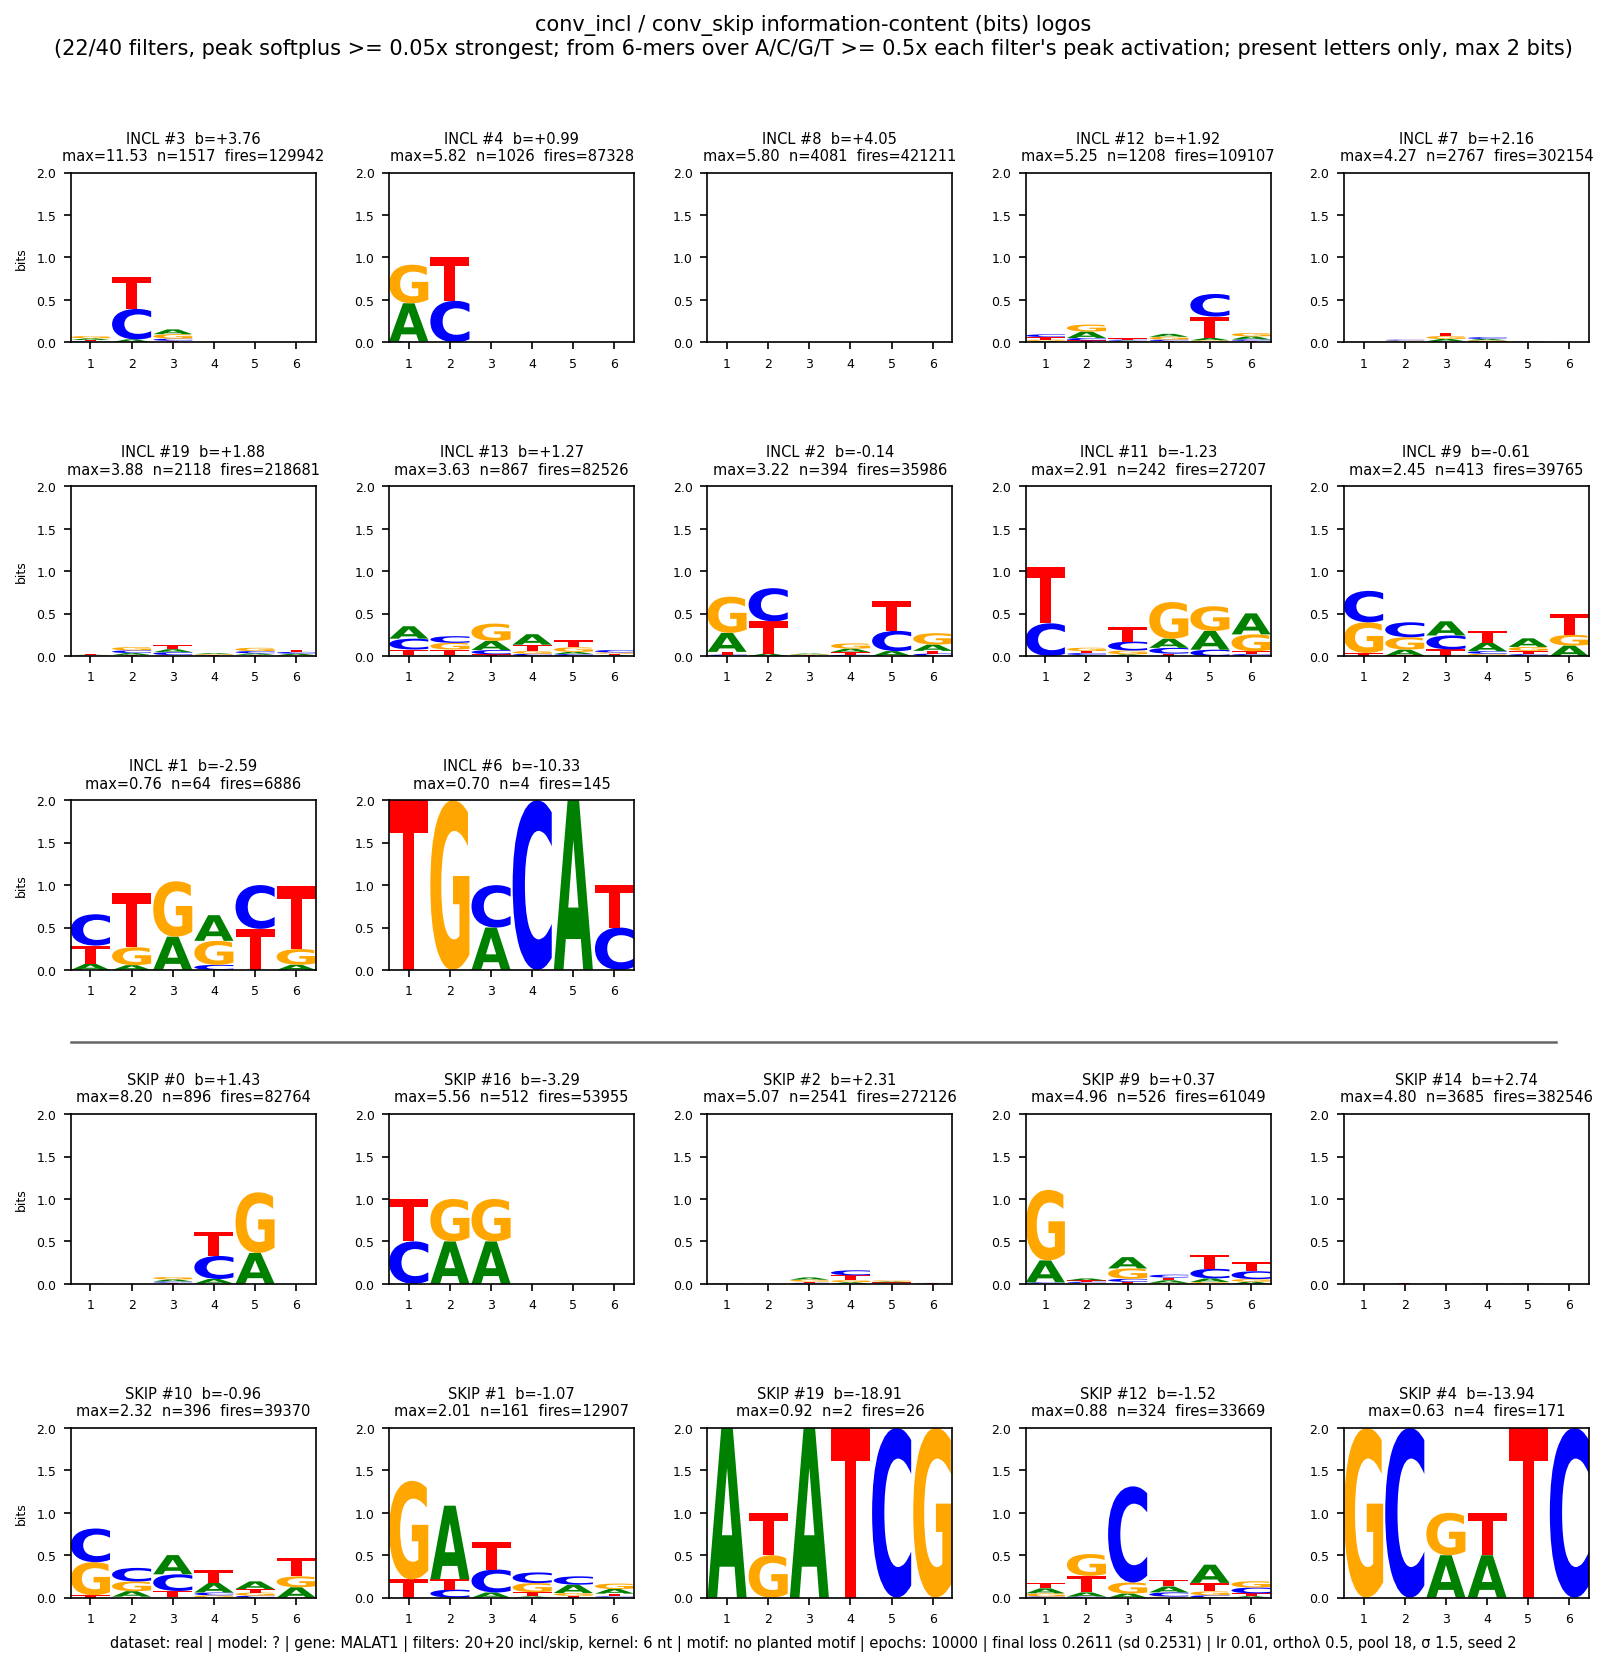 conv_incl / conv_skip information-content (bits) logos
(22/40 filters, peak softplus >= 0.05x strongest; from 6-mers over A/C/G/T >= 0.5x each filter's peak activation; present letters only, max 2 bits)
INCL #3 b=+3.76
max=11.53 n=1517 fires=129942
INCL #4 b=+0.99
max=5.82 n=1026 fires=87328
INCL #8 b=+4.05
max=5.80 n=4081 fires=421211
INCL #12 b=+1.92
max=5.25 n=1208 fires=109107
INCL #7 b=+2.16
max=4.27 n=2767 fires=302154
bits
INCL #19 b=+1.88
max=3.88 n=2118 fires=218681
INCL #13 b=+1.27
max=3.63 n=867 fires=82526
INCL #2 b=-0.14
max=3.22 n=394 fires=35986
INCL #11 b=-1.23
max=2.91 n=242 fires=27207
INCL #9 b=-0.61
max=2.45 n=413 fires=39765
bits
INCL #1 b=-2.59
max=0.76 n=64 fires=6886
INCL #6 b=-10.33
max=0.70 n=4 fires=145
bits
SKIP #0 b=+1.43
max=8.20 n=896 fires=82764
SKIP #16 b=-3.29
max=5.56 n=512 fires=53955
SKIP #2 b=+2.31
max=5.07 n=2541 fires=272126
SKIP #9 b=+0.37
max=4.96 n=526 fires=61049
SKIP #14 b=+2.74
max=4.80 n=3685 fires=382546
bits
SKIP #10 b=-0.96
max=2.32 n=396 fires=39370
SKIP #1 b=-1.07
max=2.01 n=161 fires=12907
SKIP #19 b=-18.91
max=0.92 n=2 fires=26
SKIP #12 b=-1.52
max=0.88 n=324 fires=33669
SKIP #4 b=-13.94
max=0.63 n=4 fires=171
bits
dataset: real | model: ? | gene: MALAT1 | filters: 20+20 incl/skip, kernel: 6 nt | motif: no planted motif | epochs: 10000 | final loss 0.2611 (sd 0.2531) | lr 0.01, orthoλ 0.5, pool 18, σ 1.5, seed 2